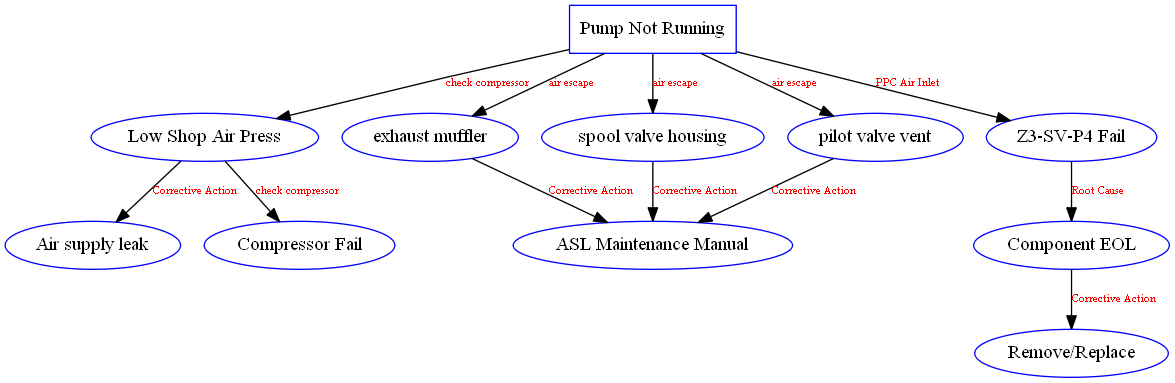 Pump Not Running
check compressor
air escape
air escape
air escape
PPC Air Inlet
Low Shop Air Press
exhaust muffler
spool valve housing
pilot valve vent
Z3-SV-P4 Fail
Corrective Action
check compressor
Corrective Action
Corrective Action
Corrective Action
Root Cause
Air supply leak
Compressor Fail
ASL Maintenance Manual
Component EOL
Corrective Action
Remove/Replace